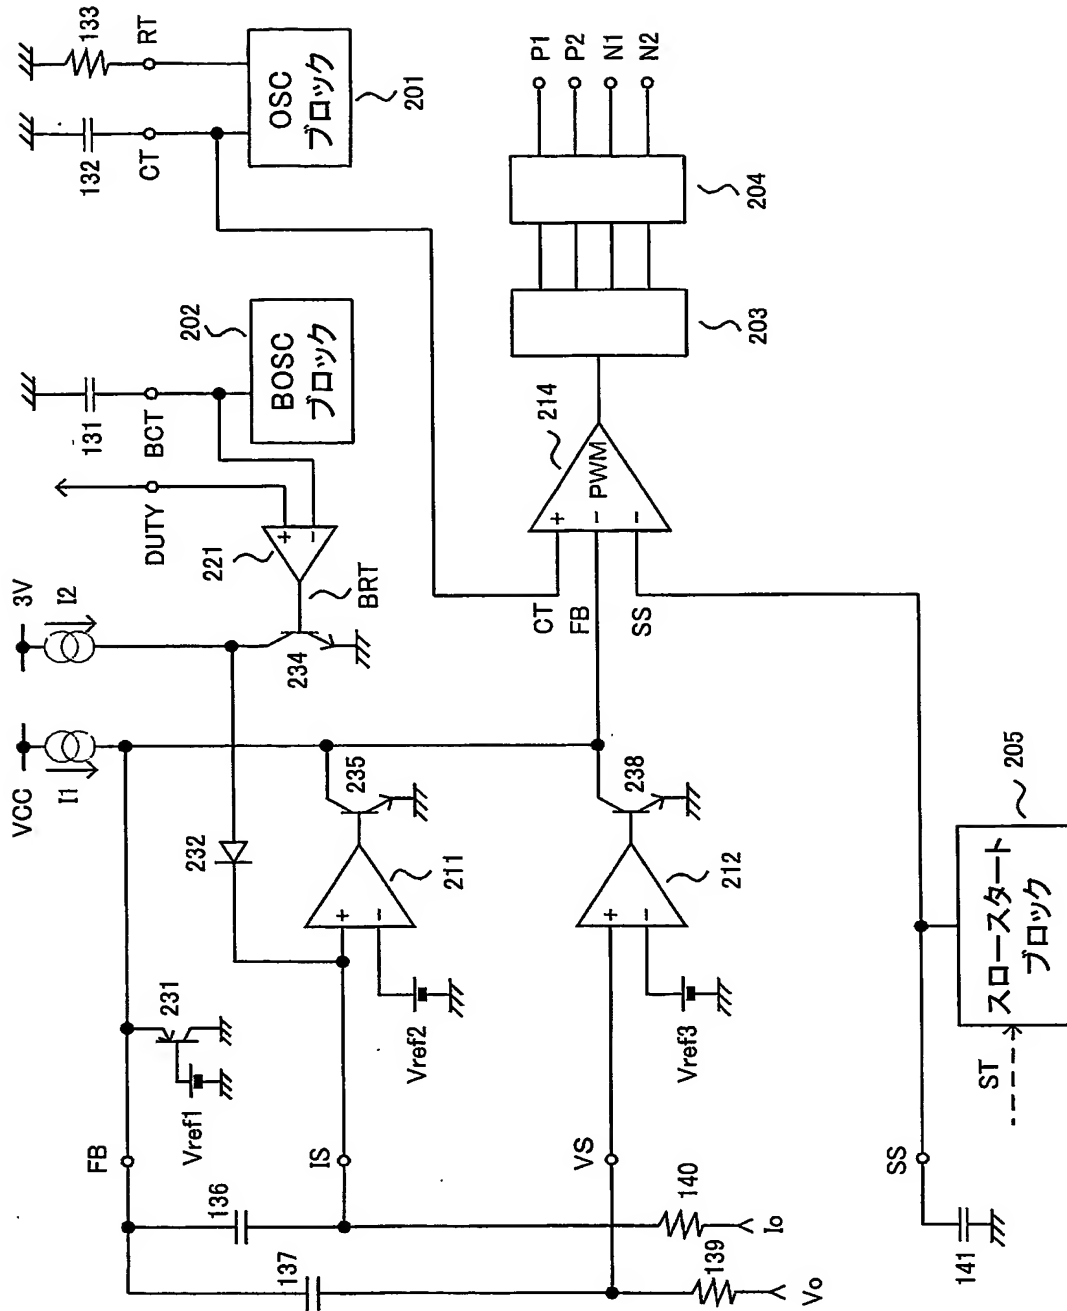 133
RT
132
CT
OSC
ブロック
201
131
BCT
202
BOSC
ブロック
DUTY
221
+
−
BRT
3V
I2
234
VCC
I1
232
235
211
+
−
Vref2
231
Vref1
FB
IS
136
137
238
212
+
−
Vref3
VS
140
Io
139
Vo
CT
FB
SS
+
−
−
PWM
214
203
204
P1
P2
N1
N2
205
スロースタート
ブロック
ST
SS
141